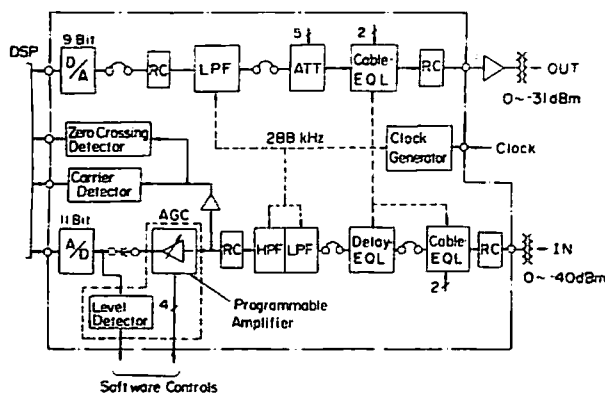 9 Bit
5
2
DSP
D/A
RC
LPF
ATT
Cable-EQL
RC
OUT
0~-31dBm
288 kHz
Zero Crossing
Detector
Clock
Generator
Clock
Carrier
Detector
11 Bit
AGC
A/D
RC
HPF
LPF
Delay-
EQL
Cable-
EQL
RC
IN
0~-40dBm
2
Level
Detector
4
Programmable
Amplifier
Software Controls